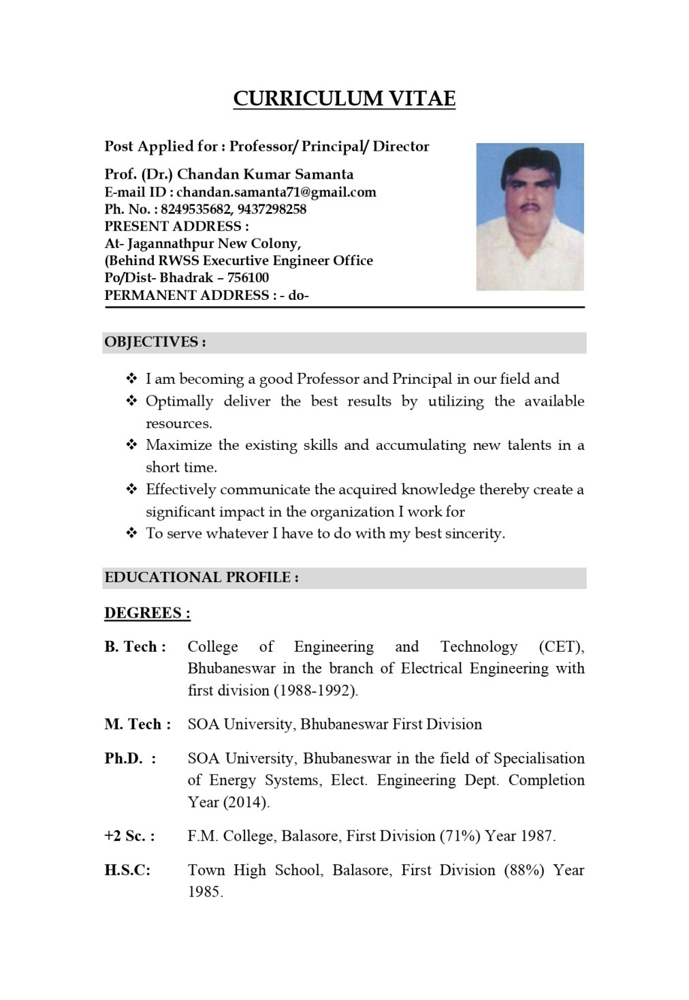 CURRICULUM VITAE
Post Applied for : Professor/ Principal/ Director
Prof. (Dr.) Chandan Kumar Samanta
E-mail ID : chandan.samanta71@gmail.com
Ph. No. : 8249535682, 9437298258
PRESENT ADDRESS :
At- Jagannathpur New Colony,
(Behind RWSS Execurtive Engineer Office
Po/Dist- Bhadrak – 756100
PERMANENT ADDRESS : - do-
OBJECTIVES :
❖ I am becoming a good Professor and Principal in our field and
❖ Optimally deliver the best results by utilizing the available
resources.
❖ Maximize the existing skills and accumulating new talents in a
short time.
❖ Effectively communicate the acquired knowledge thereby create a
significant impact in the organization I work for
❖ To serve whatever I have to do with my best sincerity.
EDUCATIONAL PROFILE :
DEGREES :
B. Tech : College of Engineering and Technology (CET),
Bhubaneswar in the branch of Electrical Engineering with
first division (1988-1992).
M. Tech : SOA University, Bhubaneswar First Division
Ph.D. : SOA University, Bhubaneswar in the field of Specialisation
of Energy Systems, Elect. Engineering Dept. Completion
Year (2014).
+2 Sc. : F.M. College, Balasore, First Division (71%) Year 1987.
H.S.C: Town High School, Balasore, First Division (88%) Year
1985.